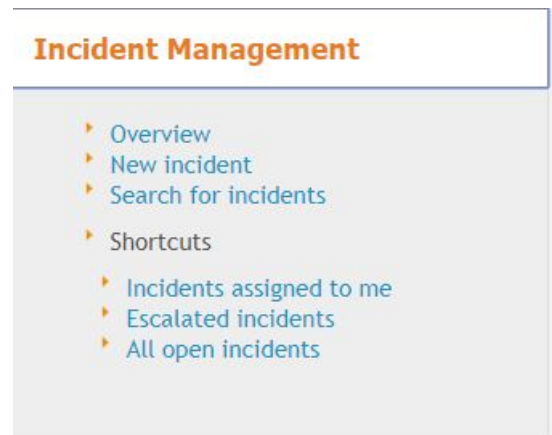 Incident Management
Overview
New incident
Search for incidents
Shortcuts
Incidents assigned to me
Escalated incidents
All open incidents